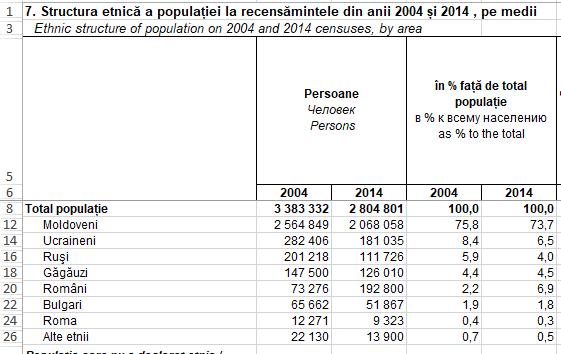 1 7. Structura etnică a populației la recensămintele din anii 2004 și 2014 , pe medii
3 Ethnic structure of population on 2004 and 2014 censuses, by area
Persoane
Человек
Persons
în % față de total
populație
в % к всему населению
as % to the total
5
6 2004 2014 2004 2014
8 Total populație 3 383 332 2 804 801 100,0 100,0
12 Moldoveni 2 564 849 2 068 058 75,8 73,7
14 Ucraineni 282 406 181 035 8,4 6,5
16 Ruşi 201 218 111 726 5,9 4,0
18 Găgăuzi 147 500 126 010 4,4 4,5
20 Români 73 276 192 800 2,2 6,9
22 Bulgari 65 662 51 867 1,9 1,8
24 Roma 12 271 9 323 0,4 0,3
26 Alte etnii 22 130 13 900 0,7 0,5